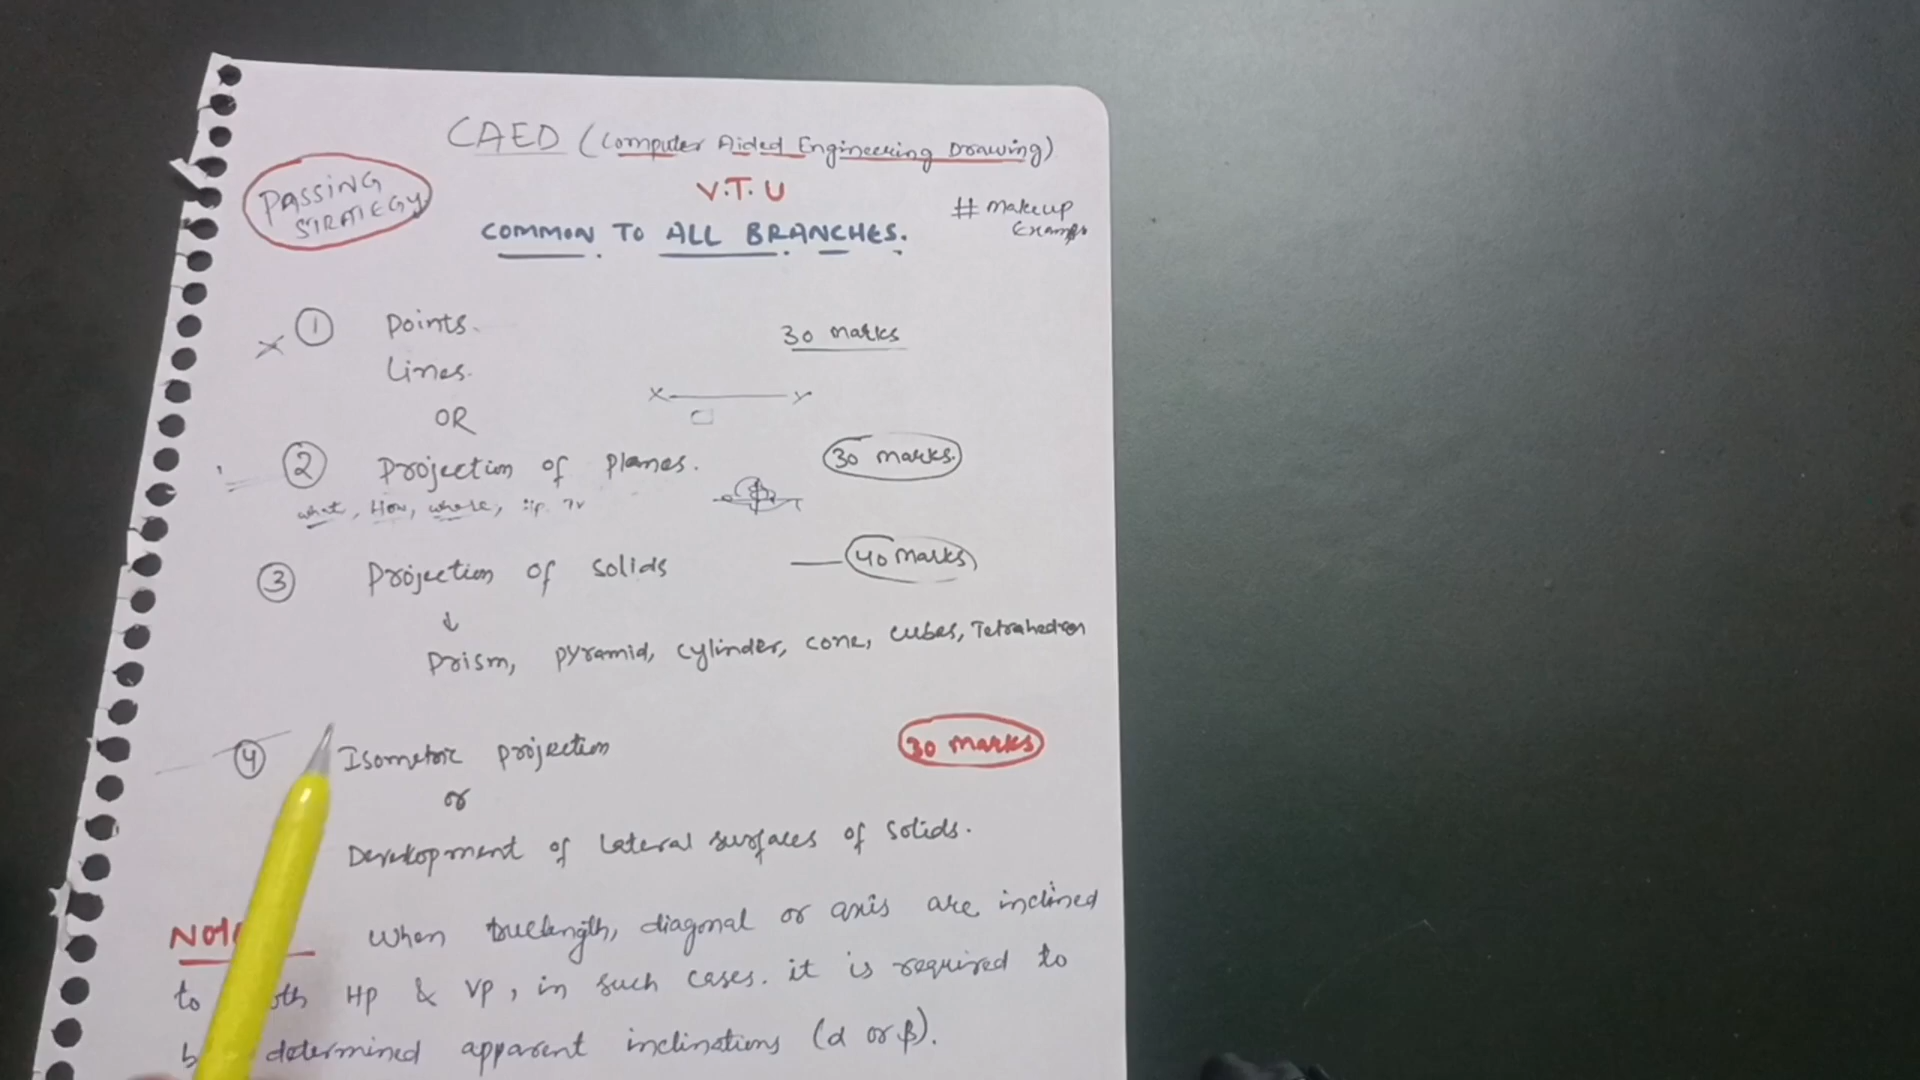 CAED (Computer Aided Engineering Drawing)
PASSING
STRATEGY
V.T.U
# Makeup
Exams
COMMON TO ALL BRANCHES.
× ① Points. 30 marks
Lines.
X Y
OR
② Projection of planes. 30 marks.
what, How, where,
③ Projection of solids — 40 marks
↓
Prism, pyramid, cylinder, cone, cubes, Tetrahedron
④ Isometric projection 30 marks
or
Development of lateral surfaces of solids.
When truelength, diagonal or axis are inclined
to HP & VP, in such cases. it is required to
determined apparent inclinations (α or β).